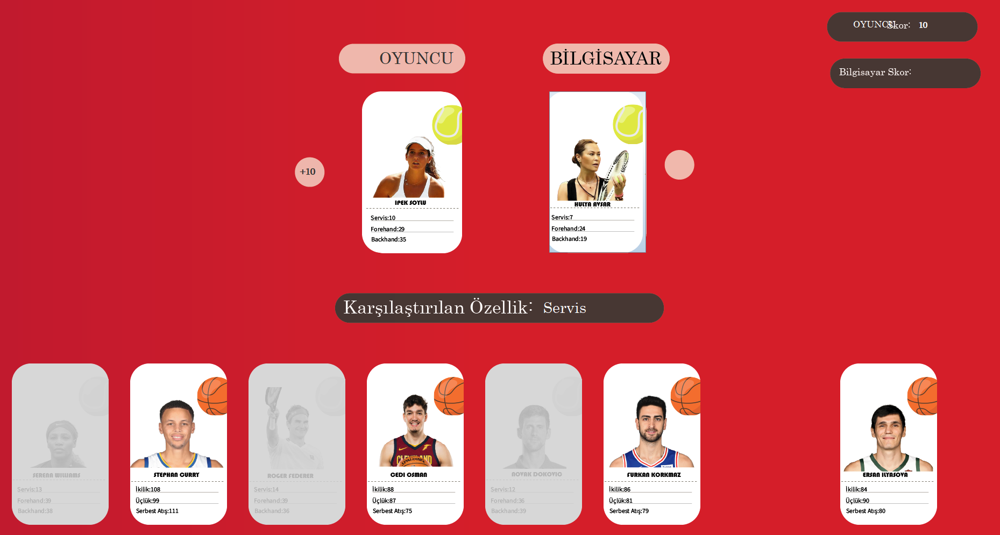 OYUNCU Skor: 10
Bilgisayar Skor:
OYUNCU
BİLGİSAYAR
+10
IPEK SOYLU
Servis:10
Forehand:29
Backhand:35
HULYA AVSAR
Servis:7
Forehand:24
Backhand:19
Karşılaştırılan Özellik: Servis
SERENA WILLIAMS
Servis:13
Forehand:39
Backhand:38
STEPHAN CURRY
İkilik:108
Üçlük:99
Serbest Atış:111
ROGER FEDERER
Servis:14
Forehand:39
Backhand:36
CLEVELAND
SPALDING
CEDI OSMAN
İkilik:88
Üçlük:87
Serbest Atış:75
NOVAK DOKOVIC
Servis:12
Forehand:36
Backhand:39
FURKAN KORKMAZ
İkilik:86
Üçlük:81
Serbest Atış:79
ERSAN ILYASOVA
İkilik:84
Üçlük:90
Serbest Atış:80